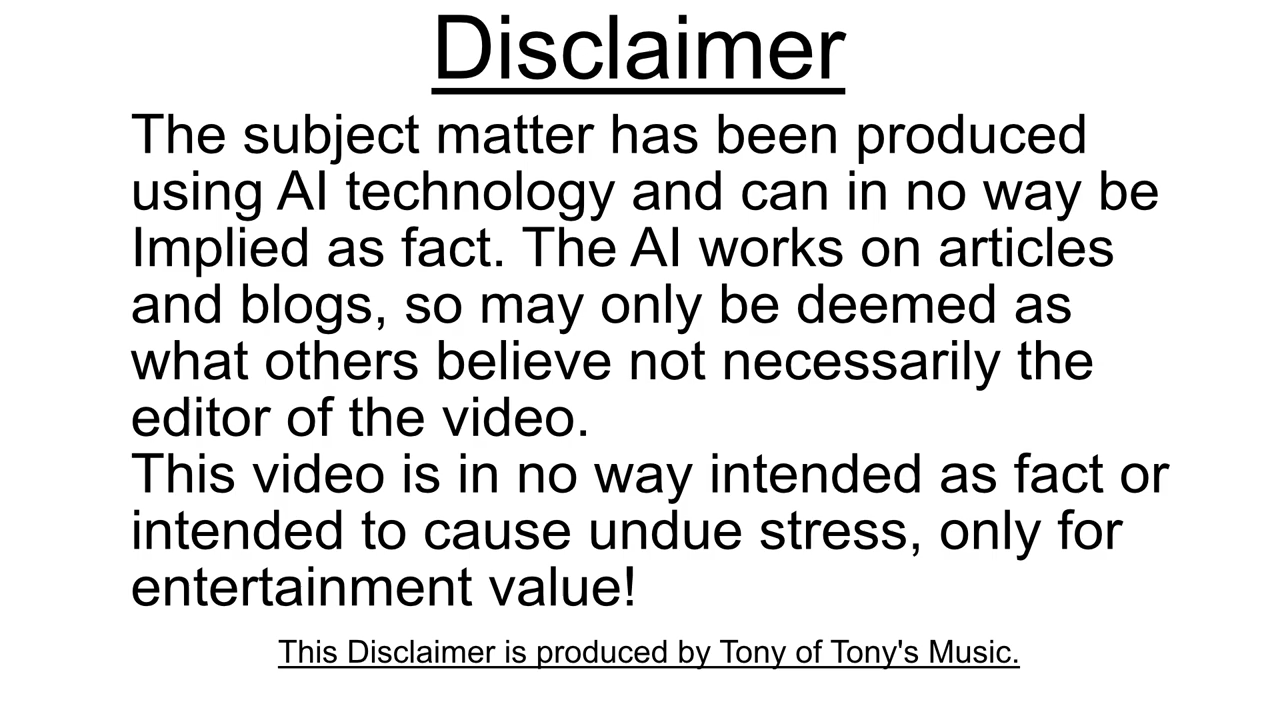 Disclaimer
The subject matter has been produced
using AI technology and can in no way be
Implied as fact. The AI works on articles
and blogs, so may only be deemed as
what others believe not necessarily the
editor of the video.
This video is in no way intended as fact or
intended to cause undue stress, only for
entertainment value!
This Disclaimer is produced by Tony of Tony's Music.